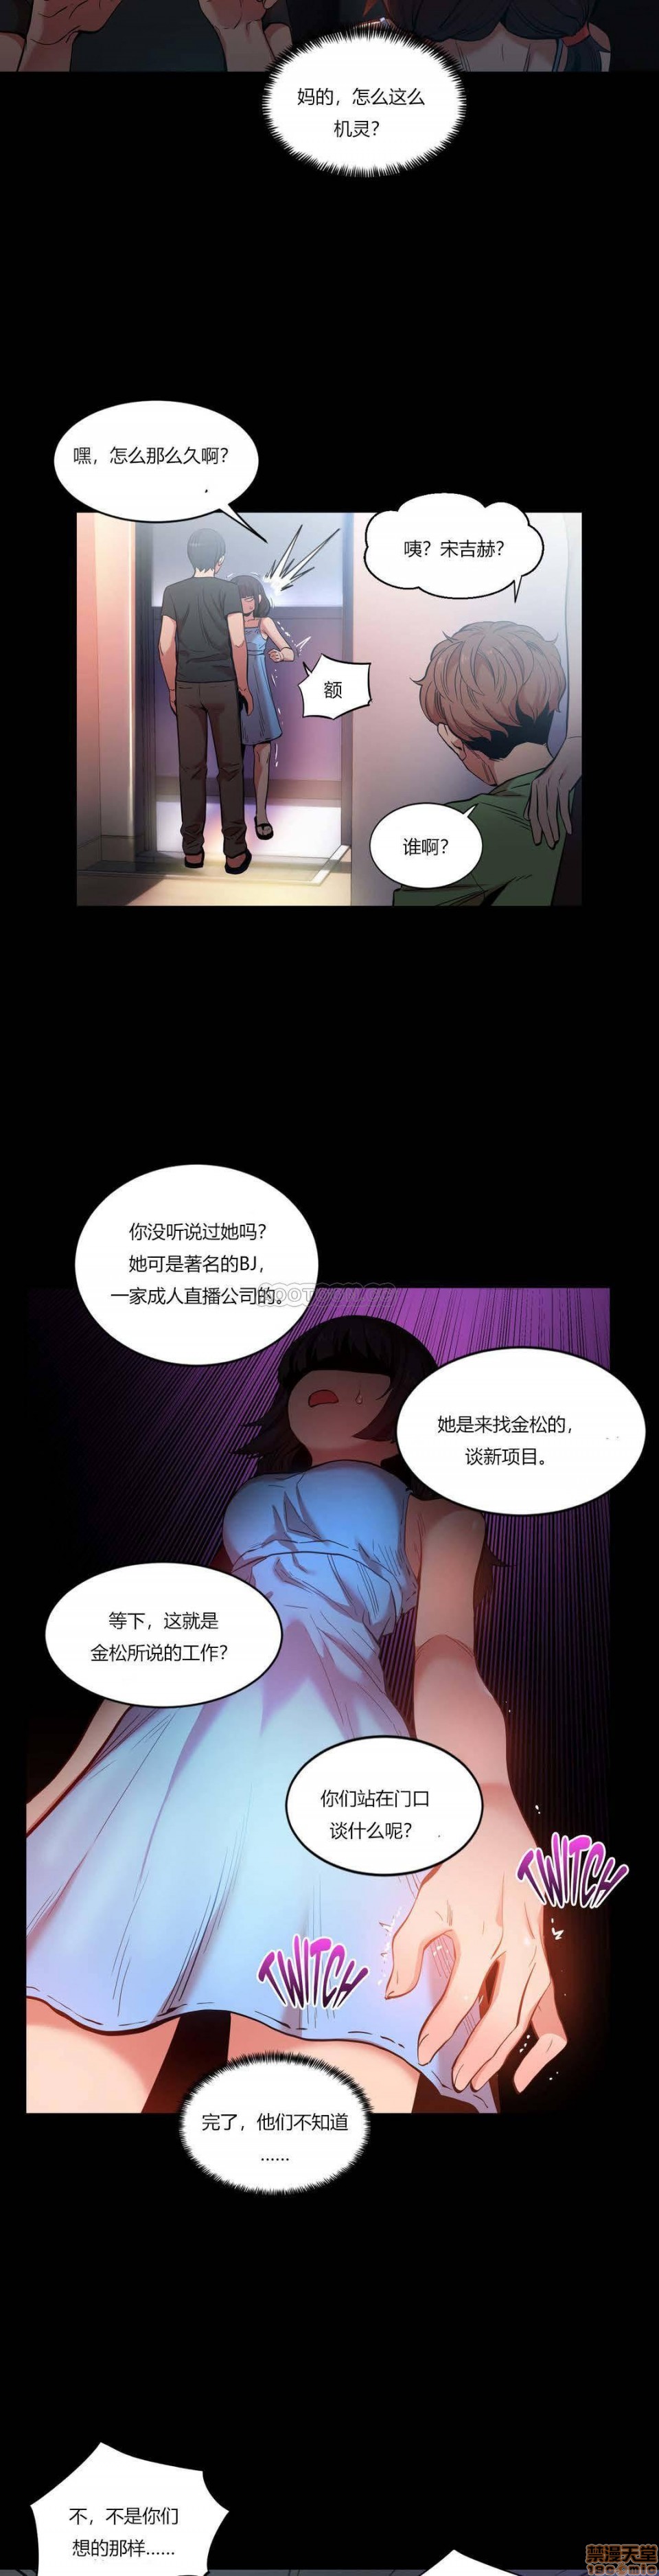 妈的，怎么这么
机灵？
嘿，怎么那么久啊？
咦？宋吉赫？
额
谁啊？
你没听说过她吗？
她可是著名的BJ，
一家成人直播公司的。
她是来找金松的，
谈新项目。
等下，这就是
金松所说的工作？
你们站在门口
谈什么呢？
TWITCH
TWITCH
完了，他们不知道
……
不，不是你们
想的那样……
禁漫天堂